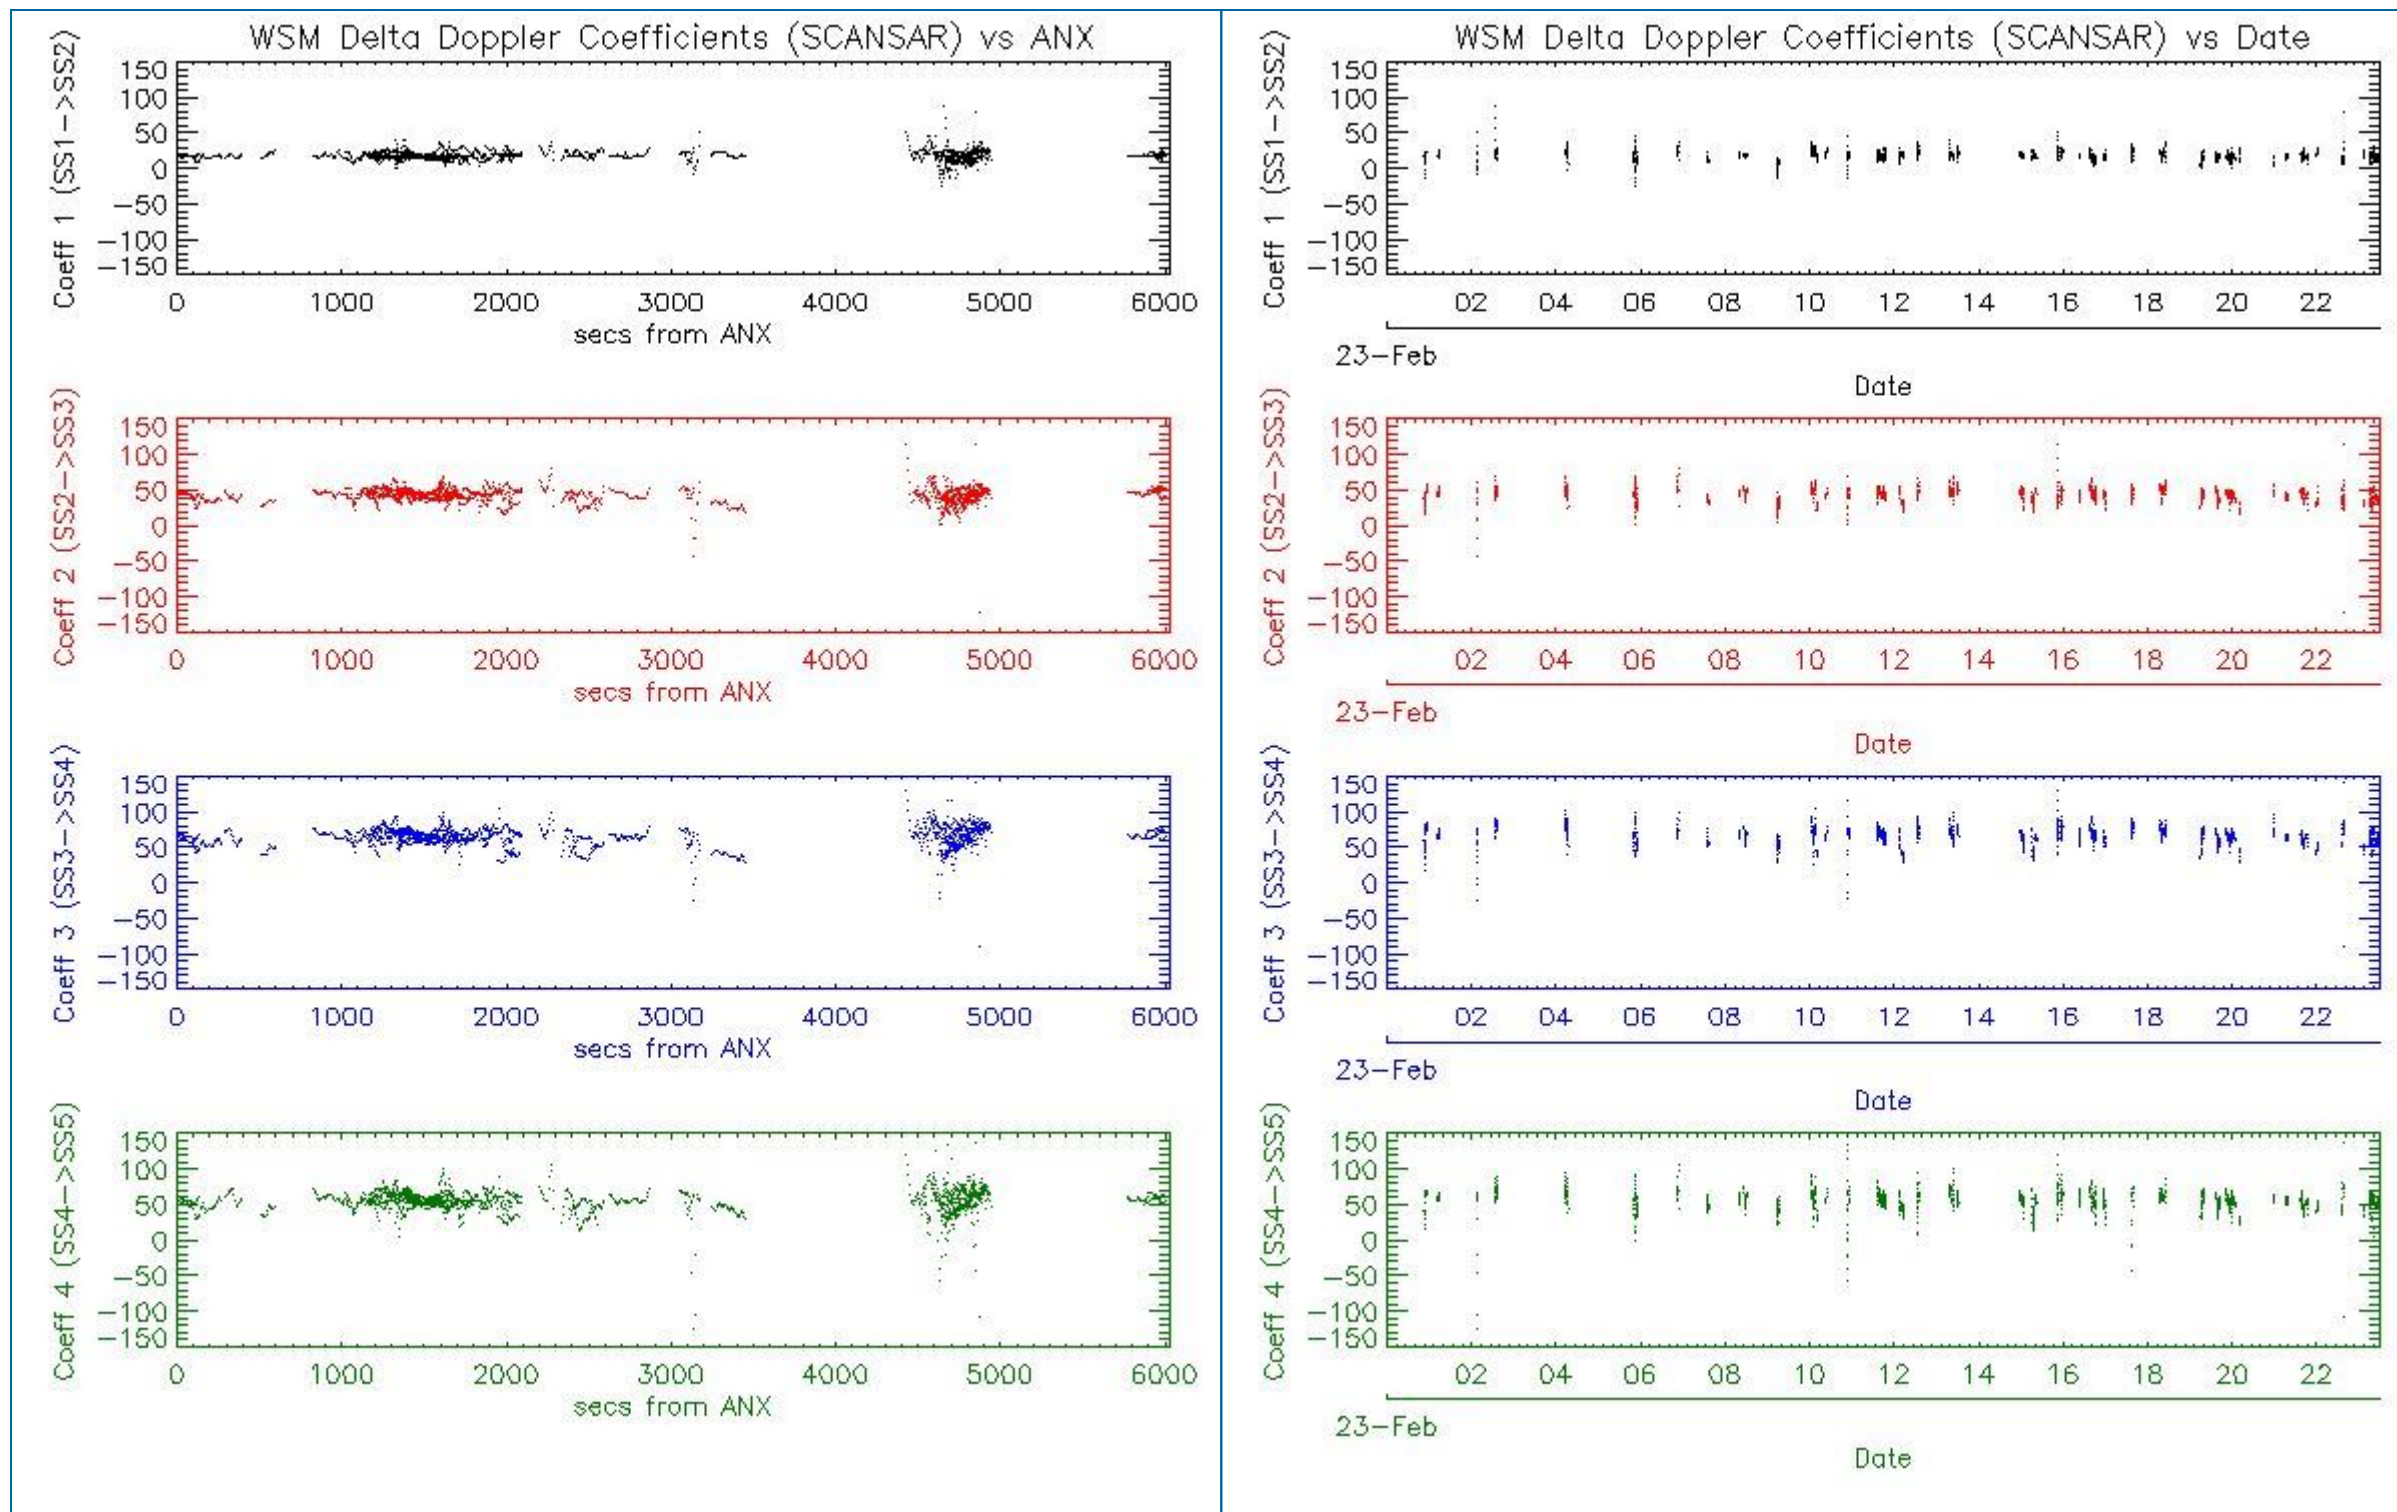 WSM Delta Doppler Coefficients (SCANSAR) vs ANX
Coeff 1 (SS1->SS2)
150
100
50
0
-50
-100
-150
0 1000 2000 3000 4000 5000 6000
secs from ANX
Coeff 2 (SS2->SS3)
150
100
50
0
-50
-100
-150
0 1000 2000 3000 4000 5000 6000
secs from ANX
Coeff 3 (SS3->SS4)
150
100
50
0
-50
-100
-150
0 1000 2000 3000 4000 5000 6000
secs from ANX
Coeff 4 (SS4->SS5)
150
100
50
0
-50
-100
-150
0 1000 2000 3000 4000 5000 6000
secs from ANX
WSM Delta Doppler Coefficients (SCANSAR) vs Date
Coeff 1 (SS1->SS2)
150
100
50
0
-50
-100
-150
02 04 06 08 10 12 14 16 18 20 22
23-Feb
Date
Coeff 2 (SS2->SS3)
150
100
50
0
-50
-100
-150
02 04 06 08 10 12 14 16 18 20 22
23-Feb
Date
Coeff 3 (SS3->SS4)
150
100
50
0
-50
-100
-150
02 04 06 08 10 12 14 16 18 20 22
23-Feb
Date
Coeff 4 (SS4->SS5)
150
100
50
0
-50
-100
-150
02 04 06 08 10 12 14 16 18 20 22
23-Feb
Date